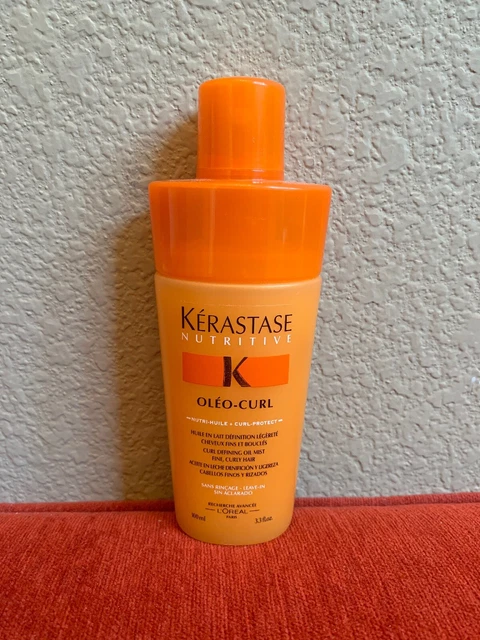 KÉRASTASE
NUTRITIVE
K
OLÉO-CURL
NUTRI-HUILE + CURL-PROTECT
HUILE EN LAIT DÉFINITION LÉGÈRETÉ
CHEVEUX FINS ET BOUCLÉS
CURL DEFINING OIL MIST
FINE, CURLY HAIR
ACEITE EN LECHE DEFINICIÓN Y LIGEREZA
CABELLOS FINOS Y RIZADOS
SANS RINÇAGE - LEAVE-IN
SIN ACLARADO
RECHERCHE AVANCÉE
L'ORÉAL
PARIS
100ml 3.3 fl.oz.